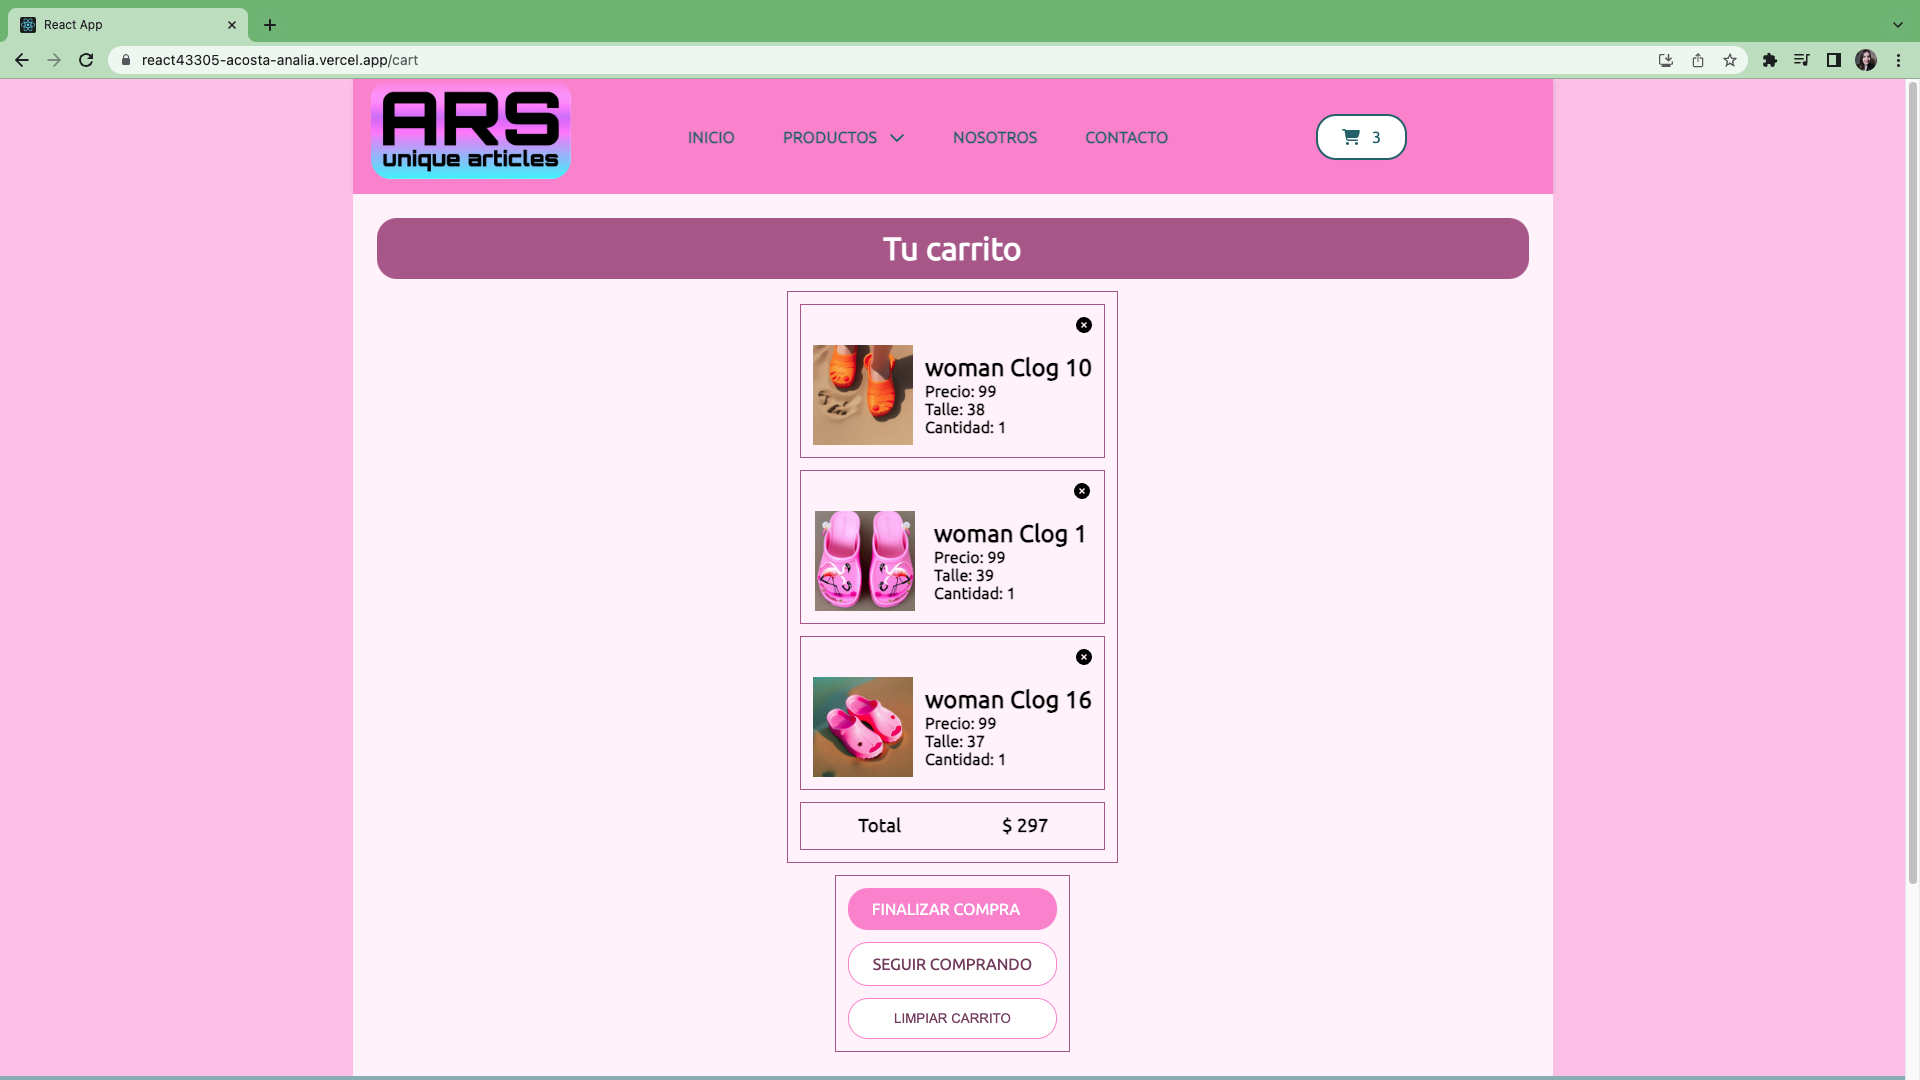 React App
react43305-acosta-analia.vercel.app/cart
ARS
unique articles
INICIO
PRODUCTOS
NOSOTROS
CONTACTO
3
Tu carrito
woman Clog 10
Precio: 99
Talle: 38
Cantidad: 1
woman Clog 1
Precio: 99
Talle: 39
Cantidad: 1
woman Clog 16
Precio: 99
Talle: 37
Cantidad: 1
Total $ 297
FINALIZAR COMPRA
SEGUIR COMPRANDO
LIMPIAR CARRITO